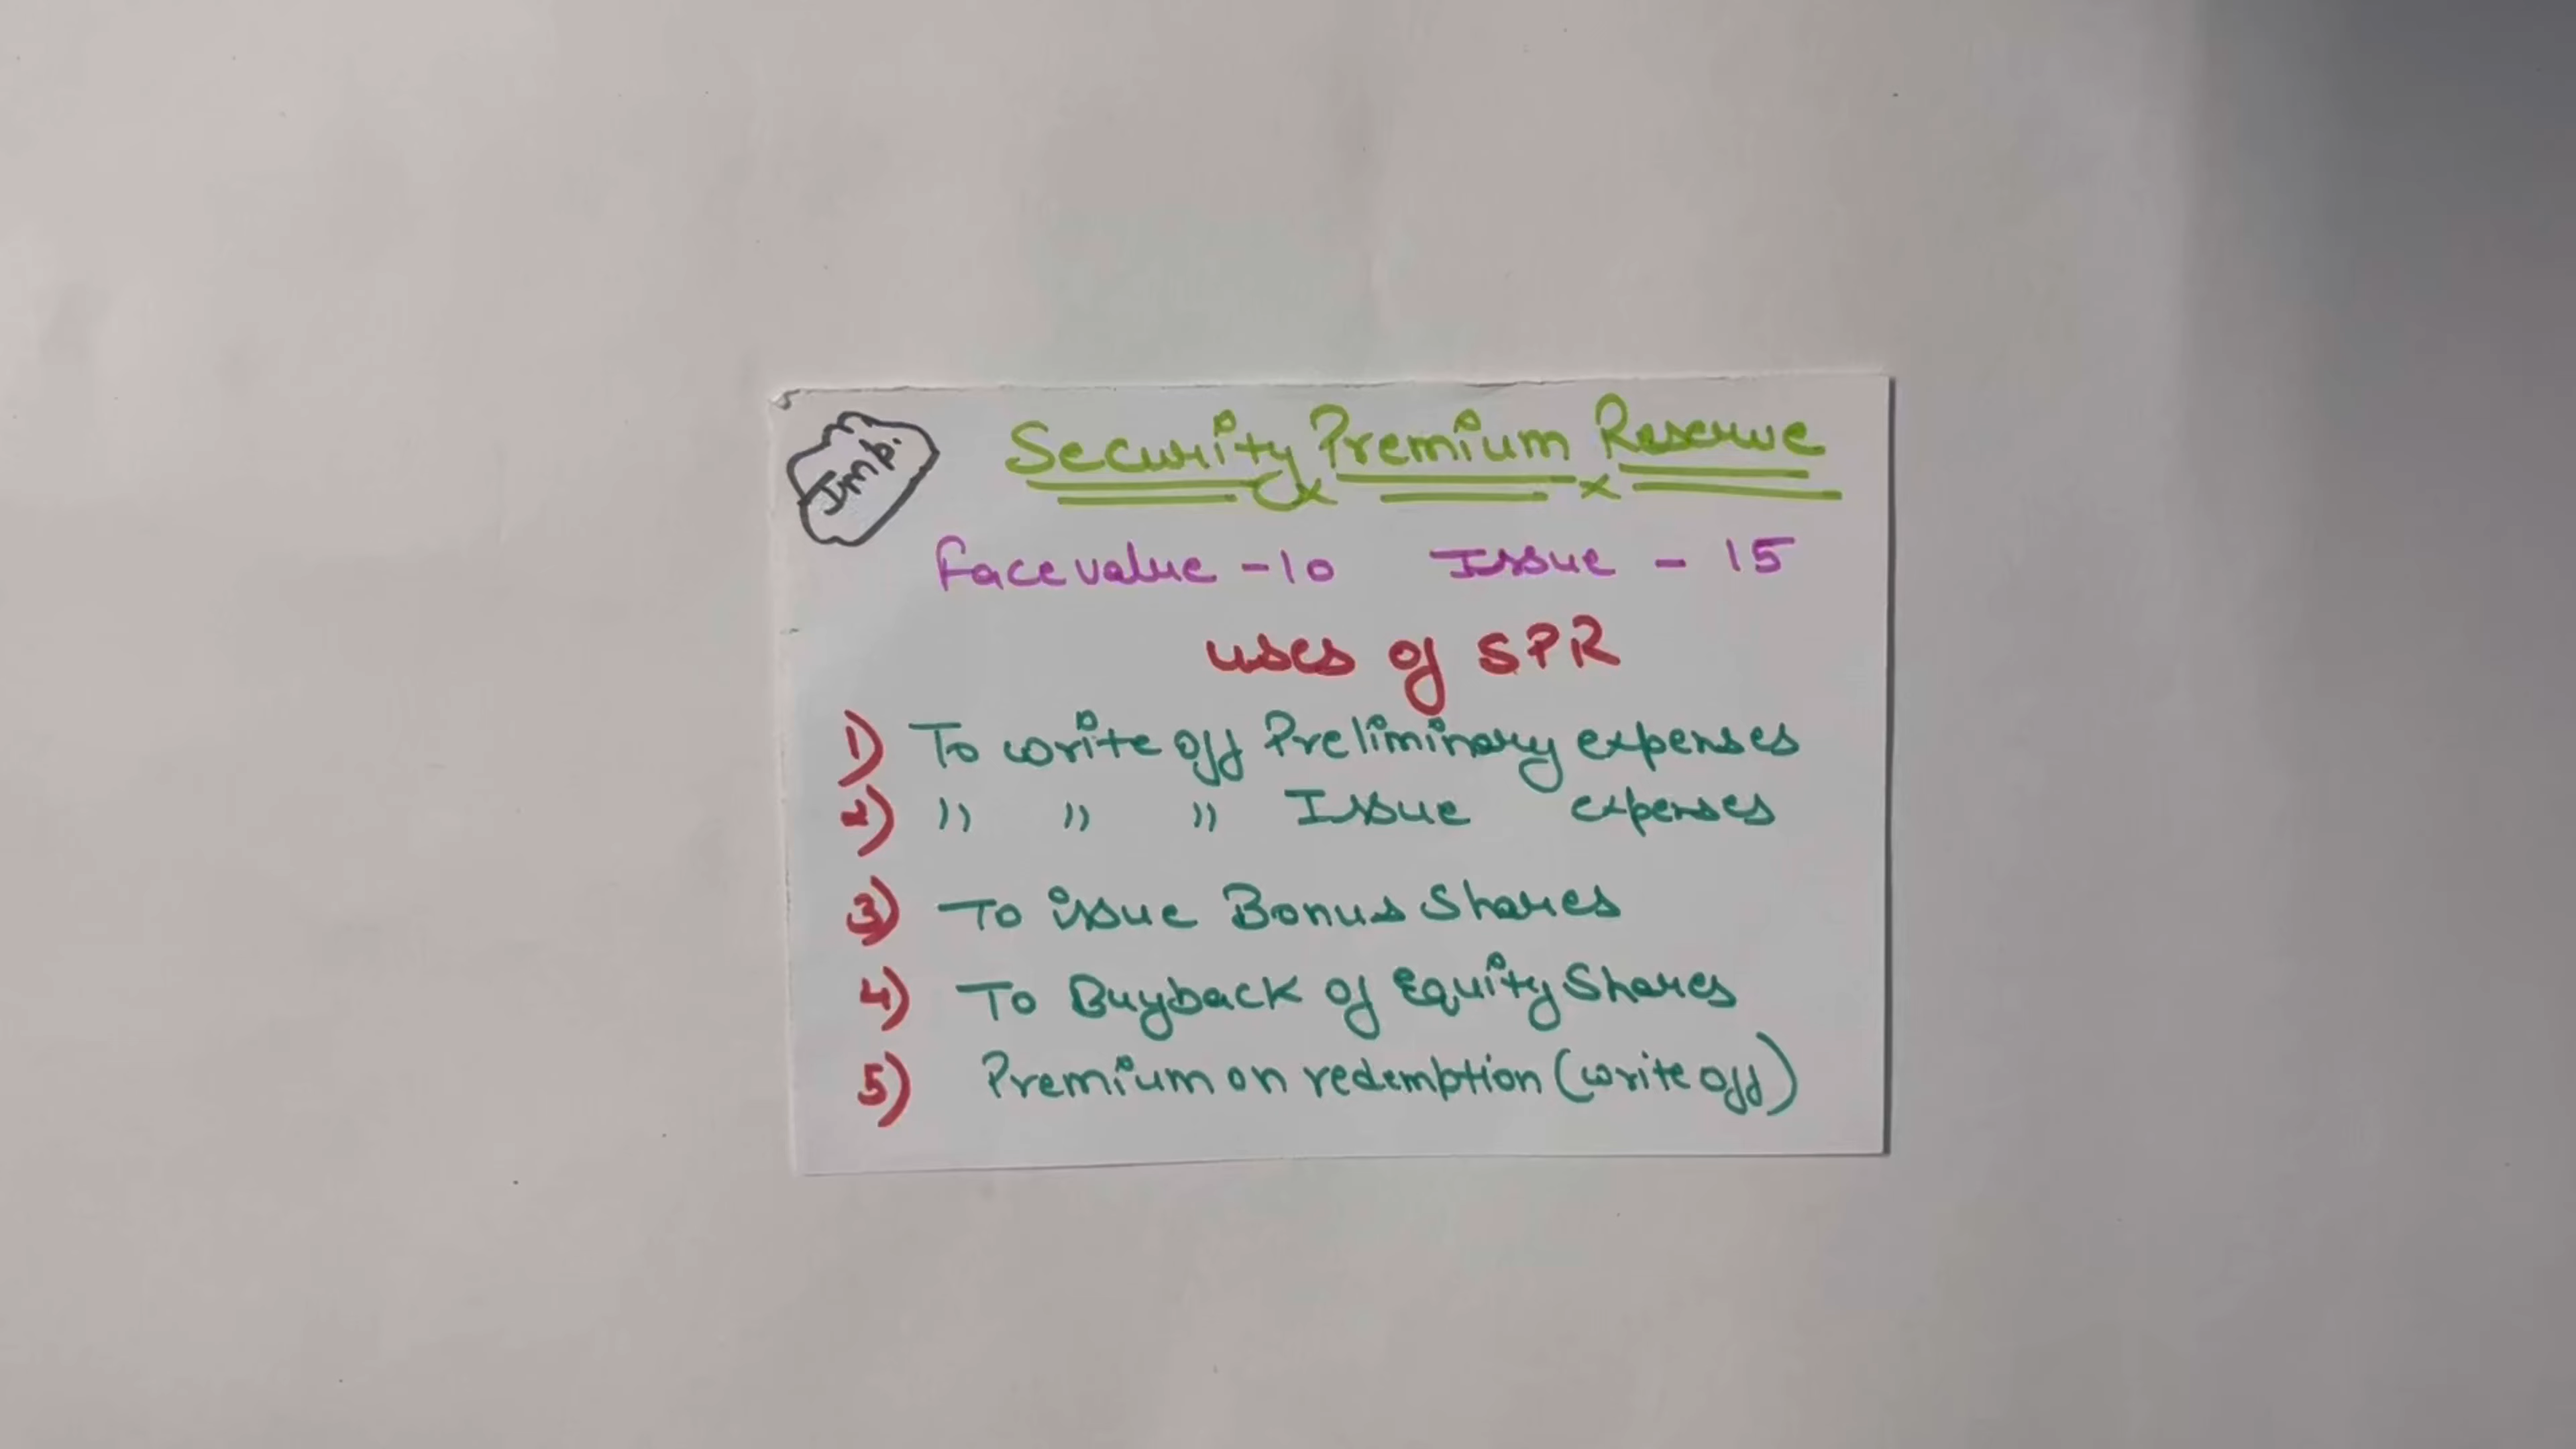 Imp.
Security Premium Reserve
Face value - 10 Issue - 15
uses of SPR
1) To write off Preliminary expenses
2) " " " Issue expenses
3) To issue Bonus Shares
4) To Buyback of Equity Shares
5) Premium on redemption (write off)